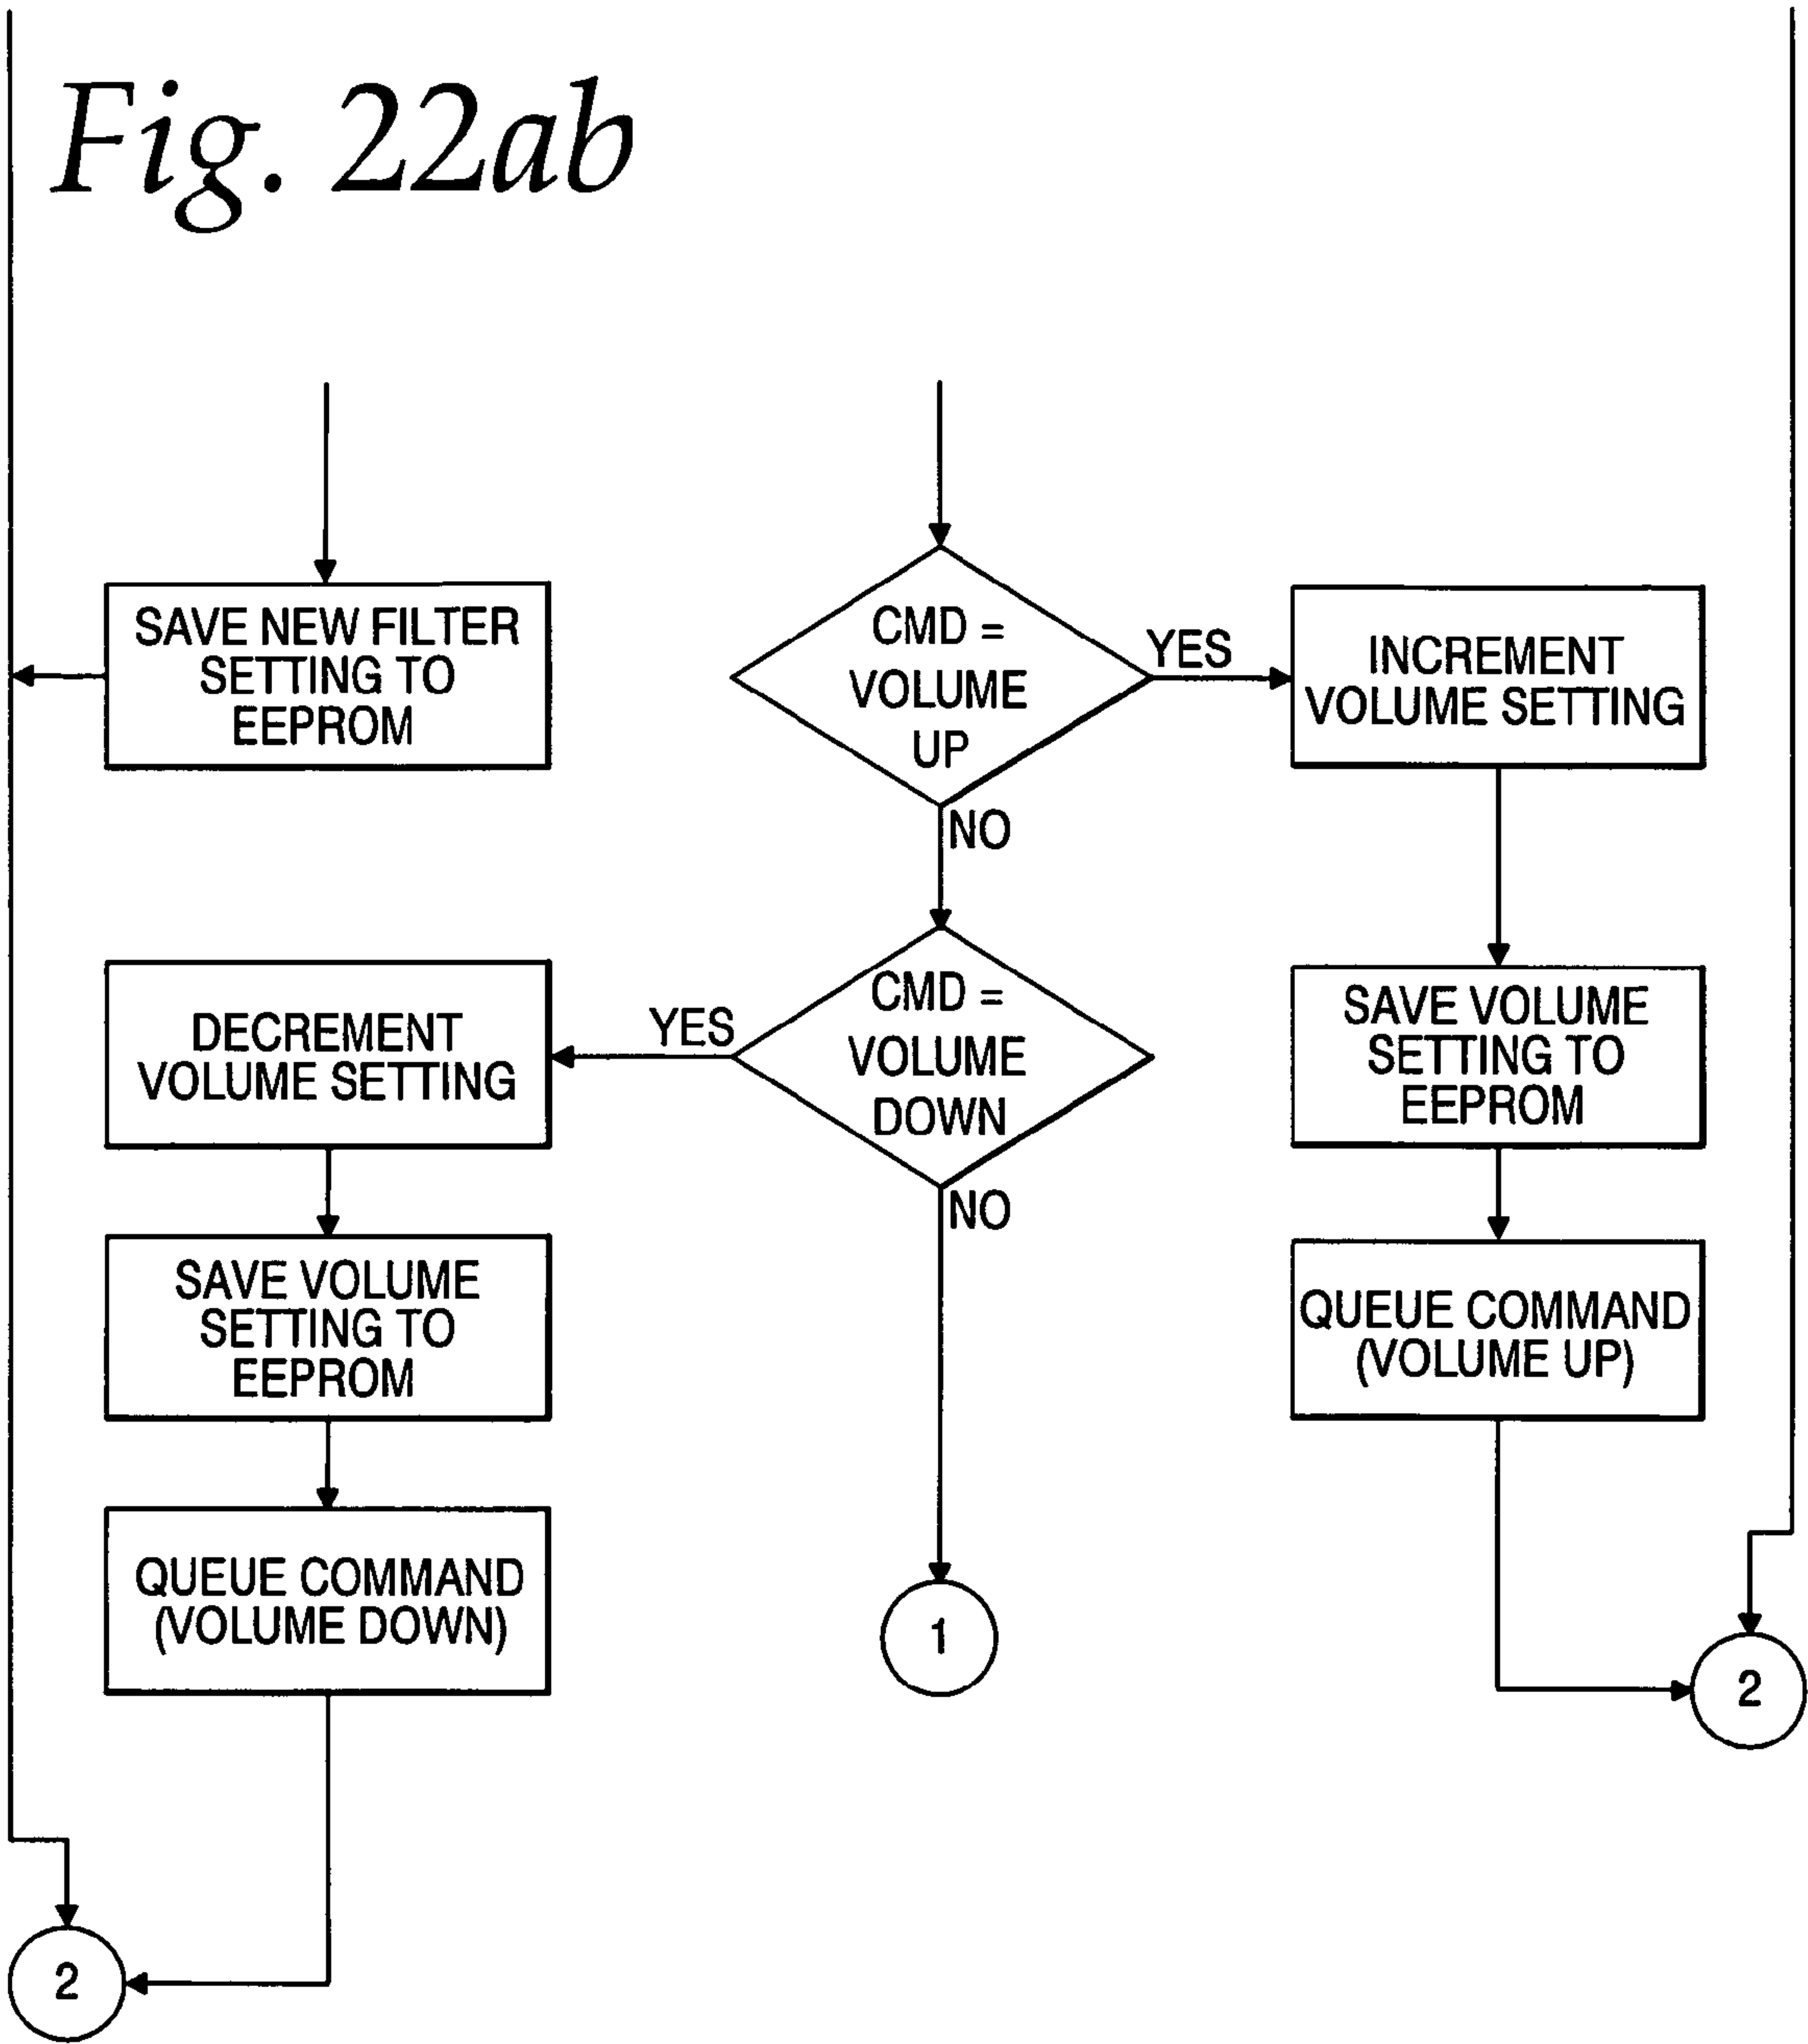 Fig. 22ab
SAVE NEW FILTER
SETTING TO
EEPROM
CMD =
VOLUME
UP
YES
INCREMENT
VOLUME SETTING
NO
DECREMENT
VOLUME SETTING
YES
CMD =
VOLUME
DOWN
SAVE VOLUME
SETTING TO
EEPROM
NO
SAVE VOLUME
SETTING TO
EEPROM
QUEUE COMMAND
(VOLUME UP)
QUEUE COMMAND
(VOLUME DOWN)
1
2
2